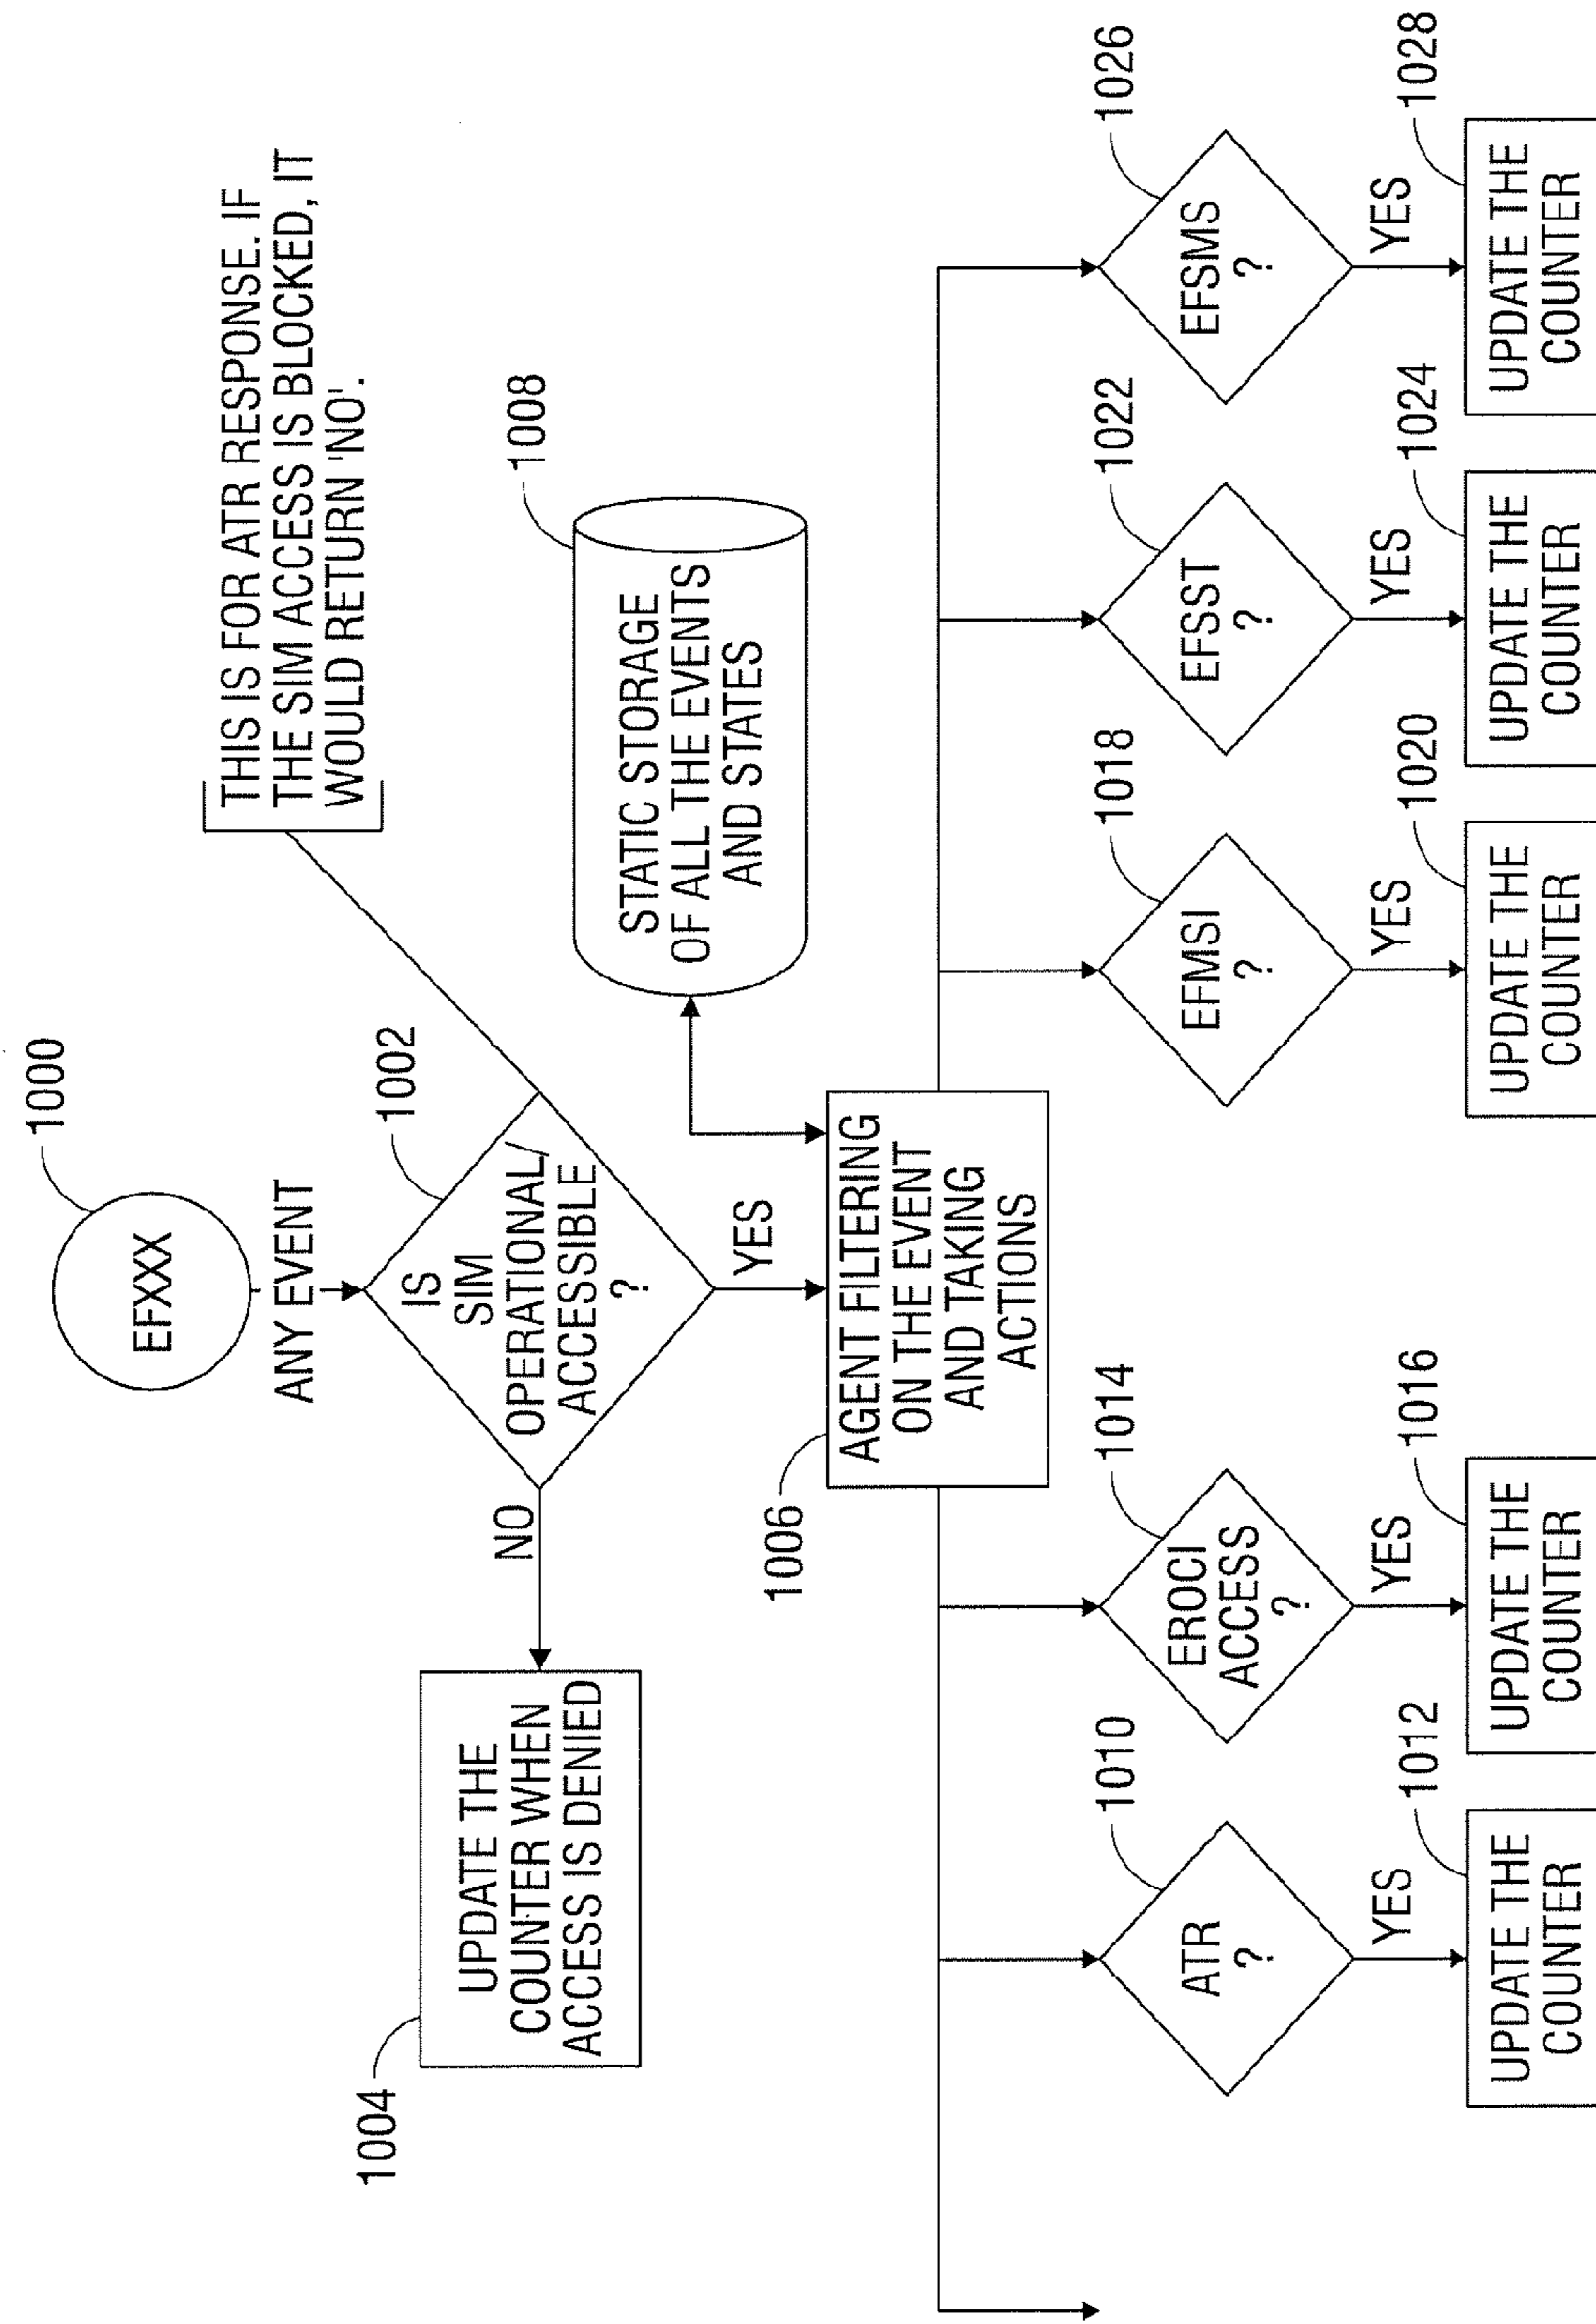 1000
EFXXX
ANY EVENT
THIS IS FOR ATR RESPONSE. IF
THE SIM ACCESS IS BLOCKED, IT
WOULD RETURN 'NO'.
1002
IS
SIM
OPERATIONAL/
ACCESSIBLE
?
NO
YES
1004
UPDATE THE
COUNTER WHEN
ACCESS IS DENIED
1008
STATIC STORAGE
OF ALL THE EVENTS
AND STATES
1006
AGENT FILTERING
ON THE EVENT
AND TAKING
ACTIONS
1010
ATR
?
YES
1012
UPDATE THE
COUNTER
1014
EROCI
ACCESS
?
YES
1016
UPDATE THE
COUNTER
1018
EFMSI
?
YES
1020
UPDATE THE
COUNTER
1022
EFSST
?
YES
1024
UPDATE THE
COUNTER
1026
EFSMS
?
YES
1028
UPDATE THE
COUNTER